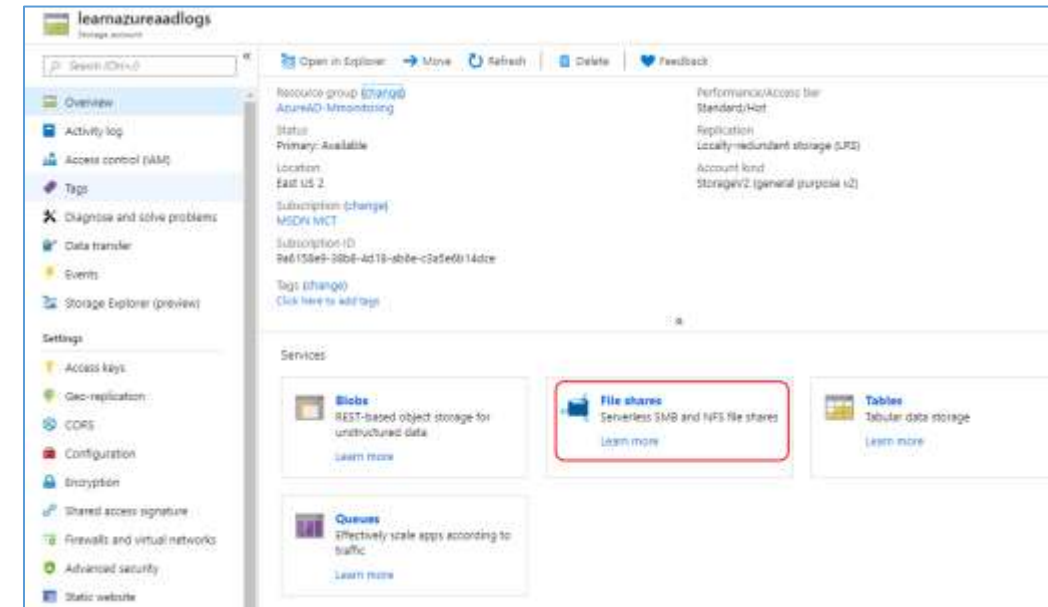 learnazureaadlogs
Storage account
Search (Ctrl+/)
«
Overview
Activity log
Access control (IAM)
Tags
Diagnose and solve problems
Data transfer
Events
Storage Explorer (preview)
Settings
Access keys
Geo-replication
CORS
Configuration
Encryption
Shared access signature
Firewalls and virtual networks
Advanced security
Static website
Open in Explorer Move Refresh Delete Feedback
Resource group (change)
Status
Primary: Available
Location
East US 2
Subscription (change)
MSDN MCT
Subscription ID
Tags (change)
Click here to add tags
Performance/Access tier
Standard/Hot
Replication
Locally-redundant storage (LRS)
Account kind
StorageV2 (general purpose v2)
Services
Blobs
REST-based object storage for
unstructured data
Learn more
File shares
Serverless SMB and NFS file shares
Learn more
Tables
Tabular data storage
Learn more
Queues
Effectively scale apps according to
traffic
Learn more